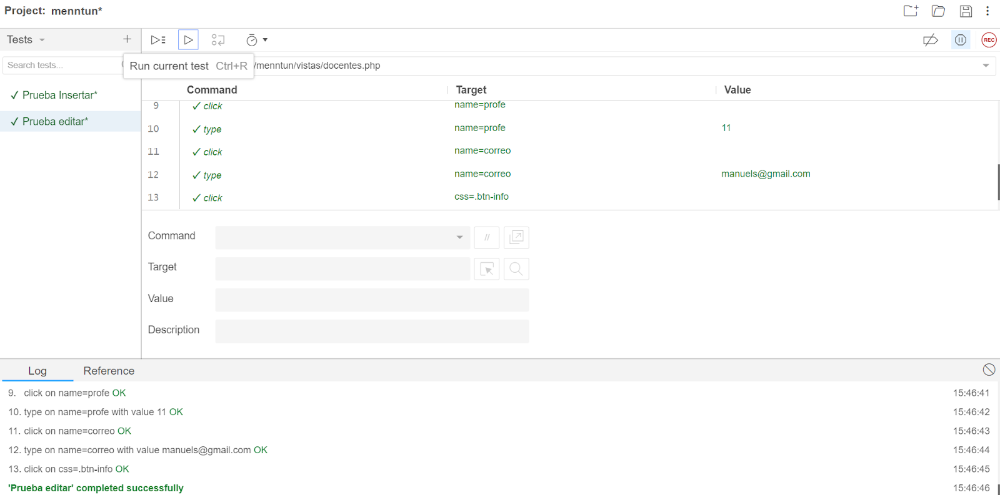 Project: menntun*
Tests
REC
Search tests...
Run current test Ctrl+R
/menntun/vistas/docentes.php
Command Target Value
✓ Prueba Insertar*
✓ Prueba editar*
9 ✓ click name=profe
10 ✓ type name=profe 11
11 ✓ click name=correo
12 ✓ type name=correo manuels@gmail.com
13 ✓ click css=.btn-info
Command //
Target
Value
Description
Log Reference
9. click on name=profe OK 15:46:41
10. type on name=profe with value 11 OK 15:46:42
11. click on name=correo OK 15:46:43
12. type on name=correo with value manuels@gmail.com OK 15:46:44
13. click on css=.btn-info OK 15:46:45
'Prueba editar' completed successfully 15:46:46